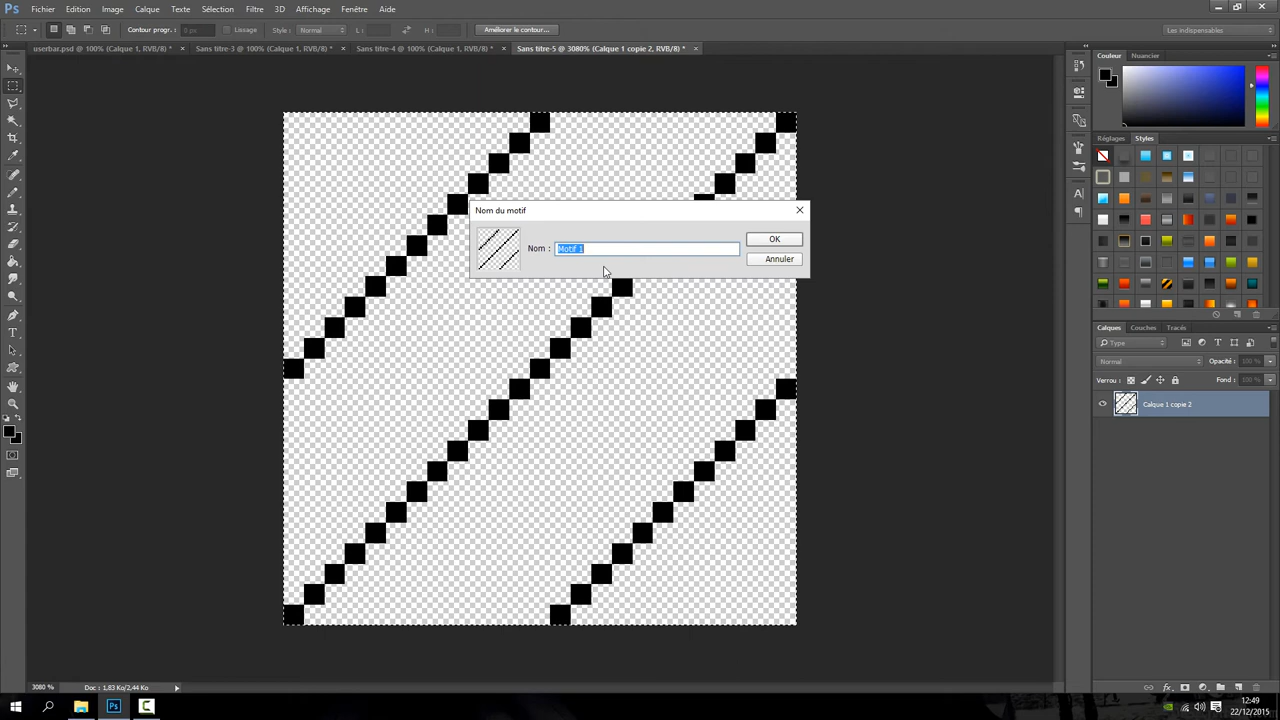 Ps Fichier Edition Image Calque Texte Sélection Filtre 3D Affichage Fenêtre Aide
Contour progr. : 0 px Lissage Style : Normal L : H : Améliorer le contour... Les indispensables
userbar.psd @ 100% (Calque 1, RVB/8) * × Sans titre-3 @ 100% (Calque 1, RVB/8) * × Sans titre-4 @ 100% (Calque 1, RVB/8) * × Sans titre-5 @ 3080% (Calque 1 copie 2, RVB/8) * ×
Couleur Nuancier
Réglages Styles
Nom du motif
Nom : Motif 1
OK
Annuler
Calques Couches Tracés
Type
Normal Opacité : 100 %
Verrou : Fond : 100 %
Calque 1 copie 2
3080 % Doc : 1,83 Ko/2,44 Ko
12:49
22/12/2015